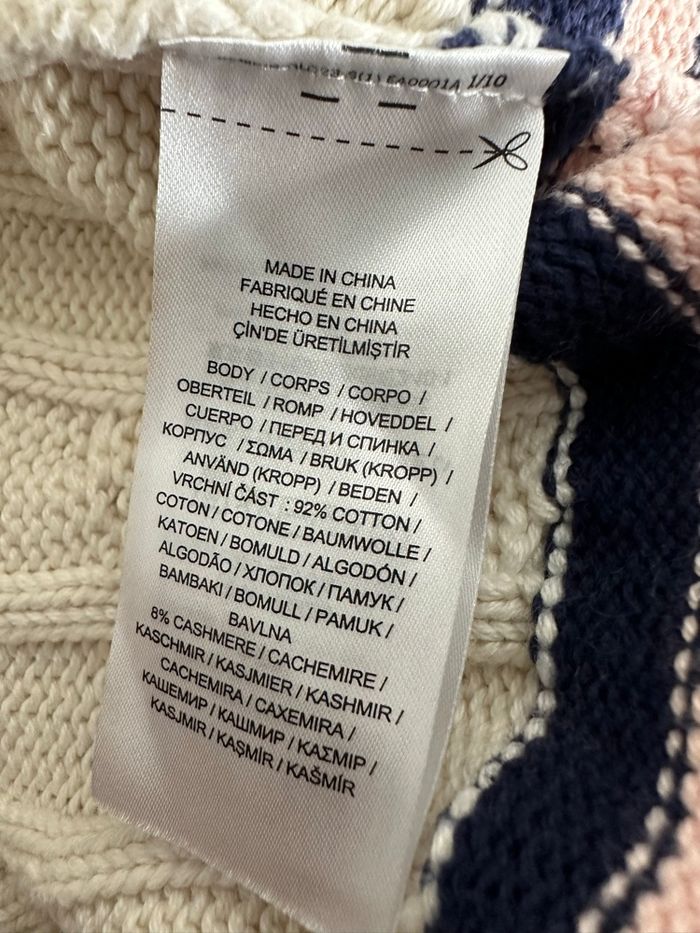 1/10
MADE IN CHINA
FABRIQUÉ EN CHINE
HECHO EN CHINA
ÇİN'DE ÜRETİLMİŞTİR
BODY / CORPS / CORPO /
OBERTEIL / ROMP / HOVEDDEL /
CUERPO / ПЕРЕД И СПИНКА /
КОРПУС / ΣΩΜΑ / BRUK (KROPP) /
ANVÄND (KROPP) / BEDEN /
VRCHNÍ ČÁST : 92% COTTON /
COTON / COTONE / BAUMWOLLE /
KATOEN / BOMULD / ALGODÓN /
ALGODÃO / ХЛОПОК / ПАМУК /
BAMBAKI / BOMULL / PAMUK /
BAVLNA
8% CASHMERE / CACHEMIRE /
KASCHMIR / KASJMIER / KASHMIR /
CACHEMIRA / CAXEMIRA /
КАШЕМИР / КАШМИР / ΚΑΣΜΙΡ /
KASJMIR / KAŞMİR / KAŠMÍR